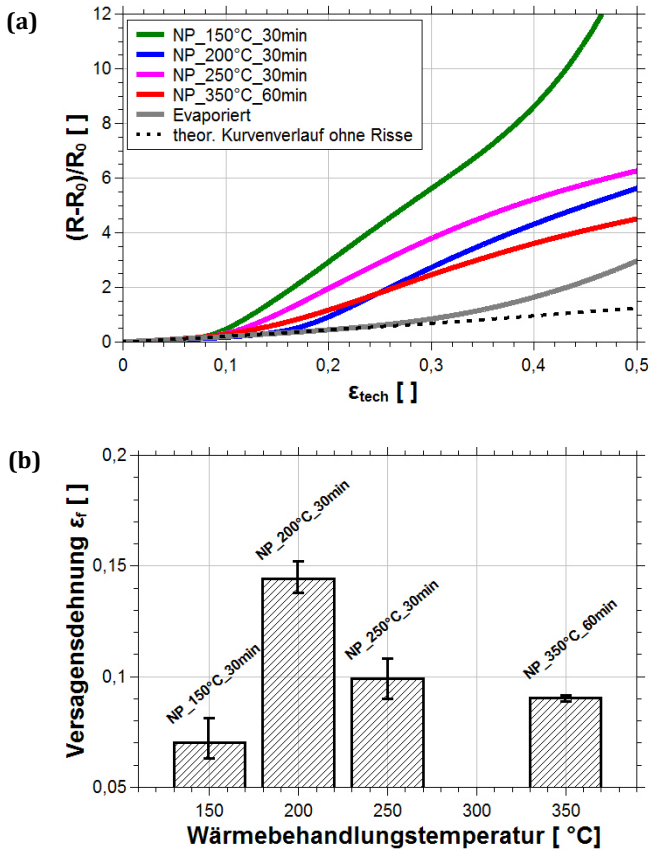 (a)
12
10
8
6
4
2
0
(R-R₀)/R₀ [ ]
NP_150°C_30min
NP_200°C_30min
NP_250°C_30min
NP_350°C_60min
Evaporiert
theor. Kurvenverlauf ohne Risse
0 0,1 0,2 0,3 0,4 0,5
εtech [ ]
(b)
0,2
0,15
0,1
0,05
Versagensdehnung εf [ ]
NP_150°C_30min
NP_200°C_30min
NP_250°C_30min
NP_350°C_60min
150 200 250 300 350
Wärmebehandlungstemperatur [ °C]